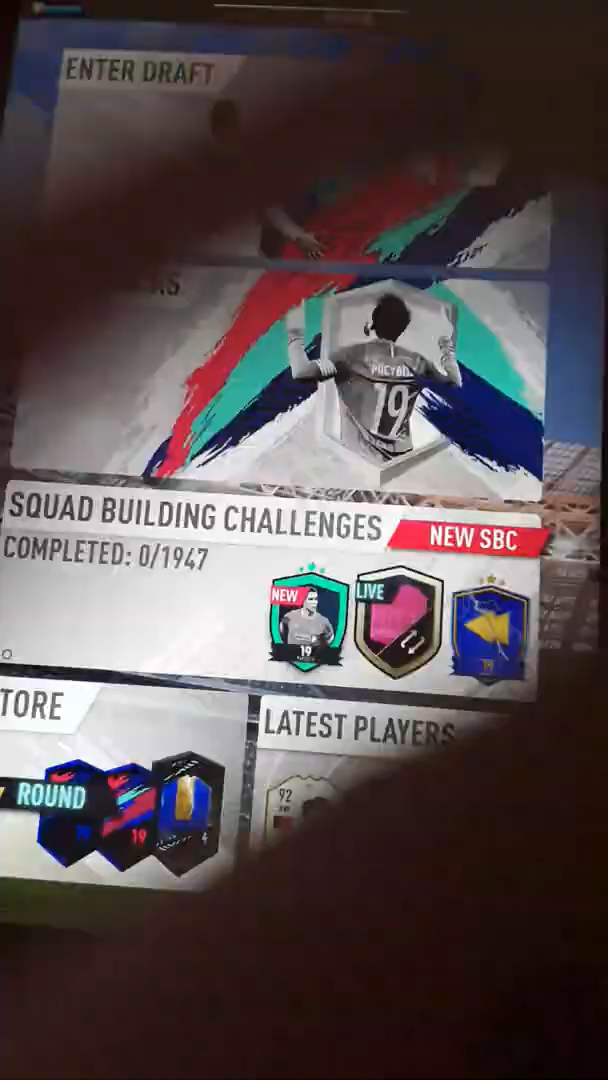 ENTER DRAFT
19
SQUAD BUILDING CHALLENGES
NEW SBC
COMPLETED: 0/1947
NEW
LIVE
19
19
TORE
LATEST PLAYERS
ROUND
19
92